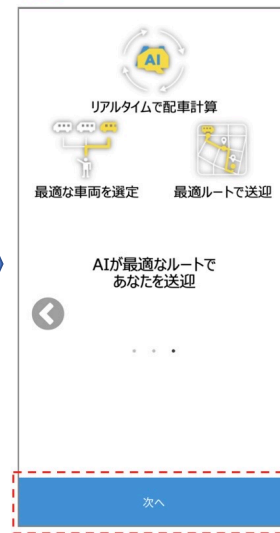 AI
リアルタイムで配車計算
最適な車両を選定
最適ルートで送迎
AIが最適なルートで
あなたを送迎
次へ